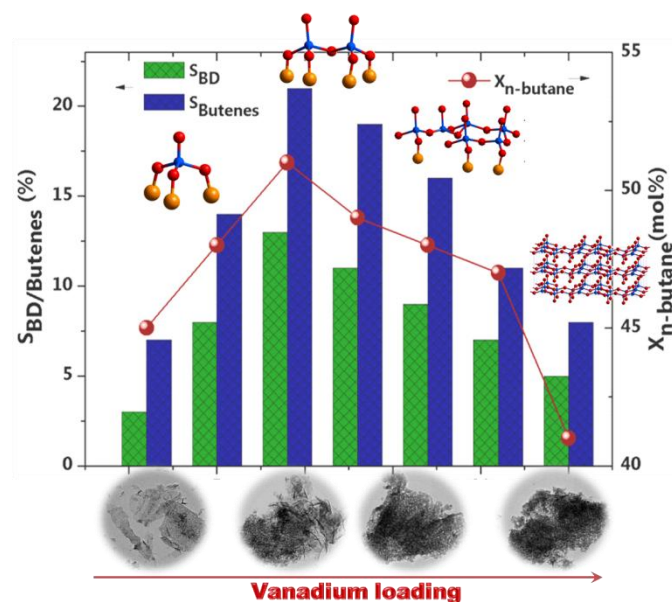 S_BD
S_Butenes
X_n-butane
S_BD/Butenes (%)
20
15
10
5
0
X_n-butane (mol%)
55
50
45
40
Vanadium loading